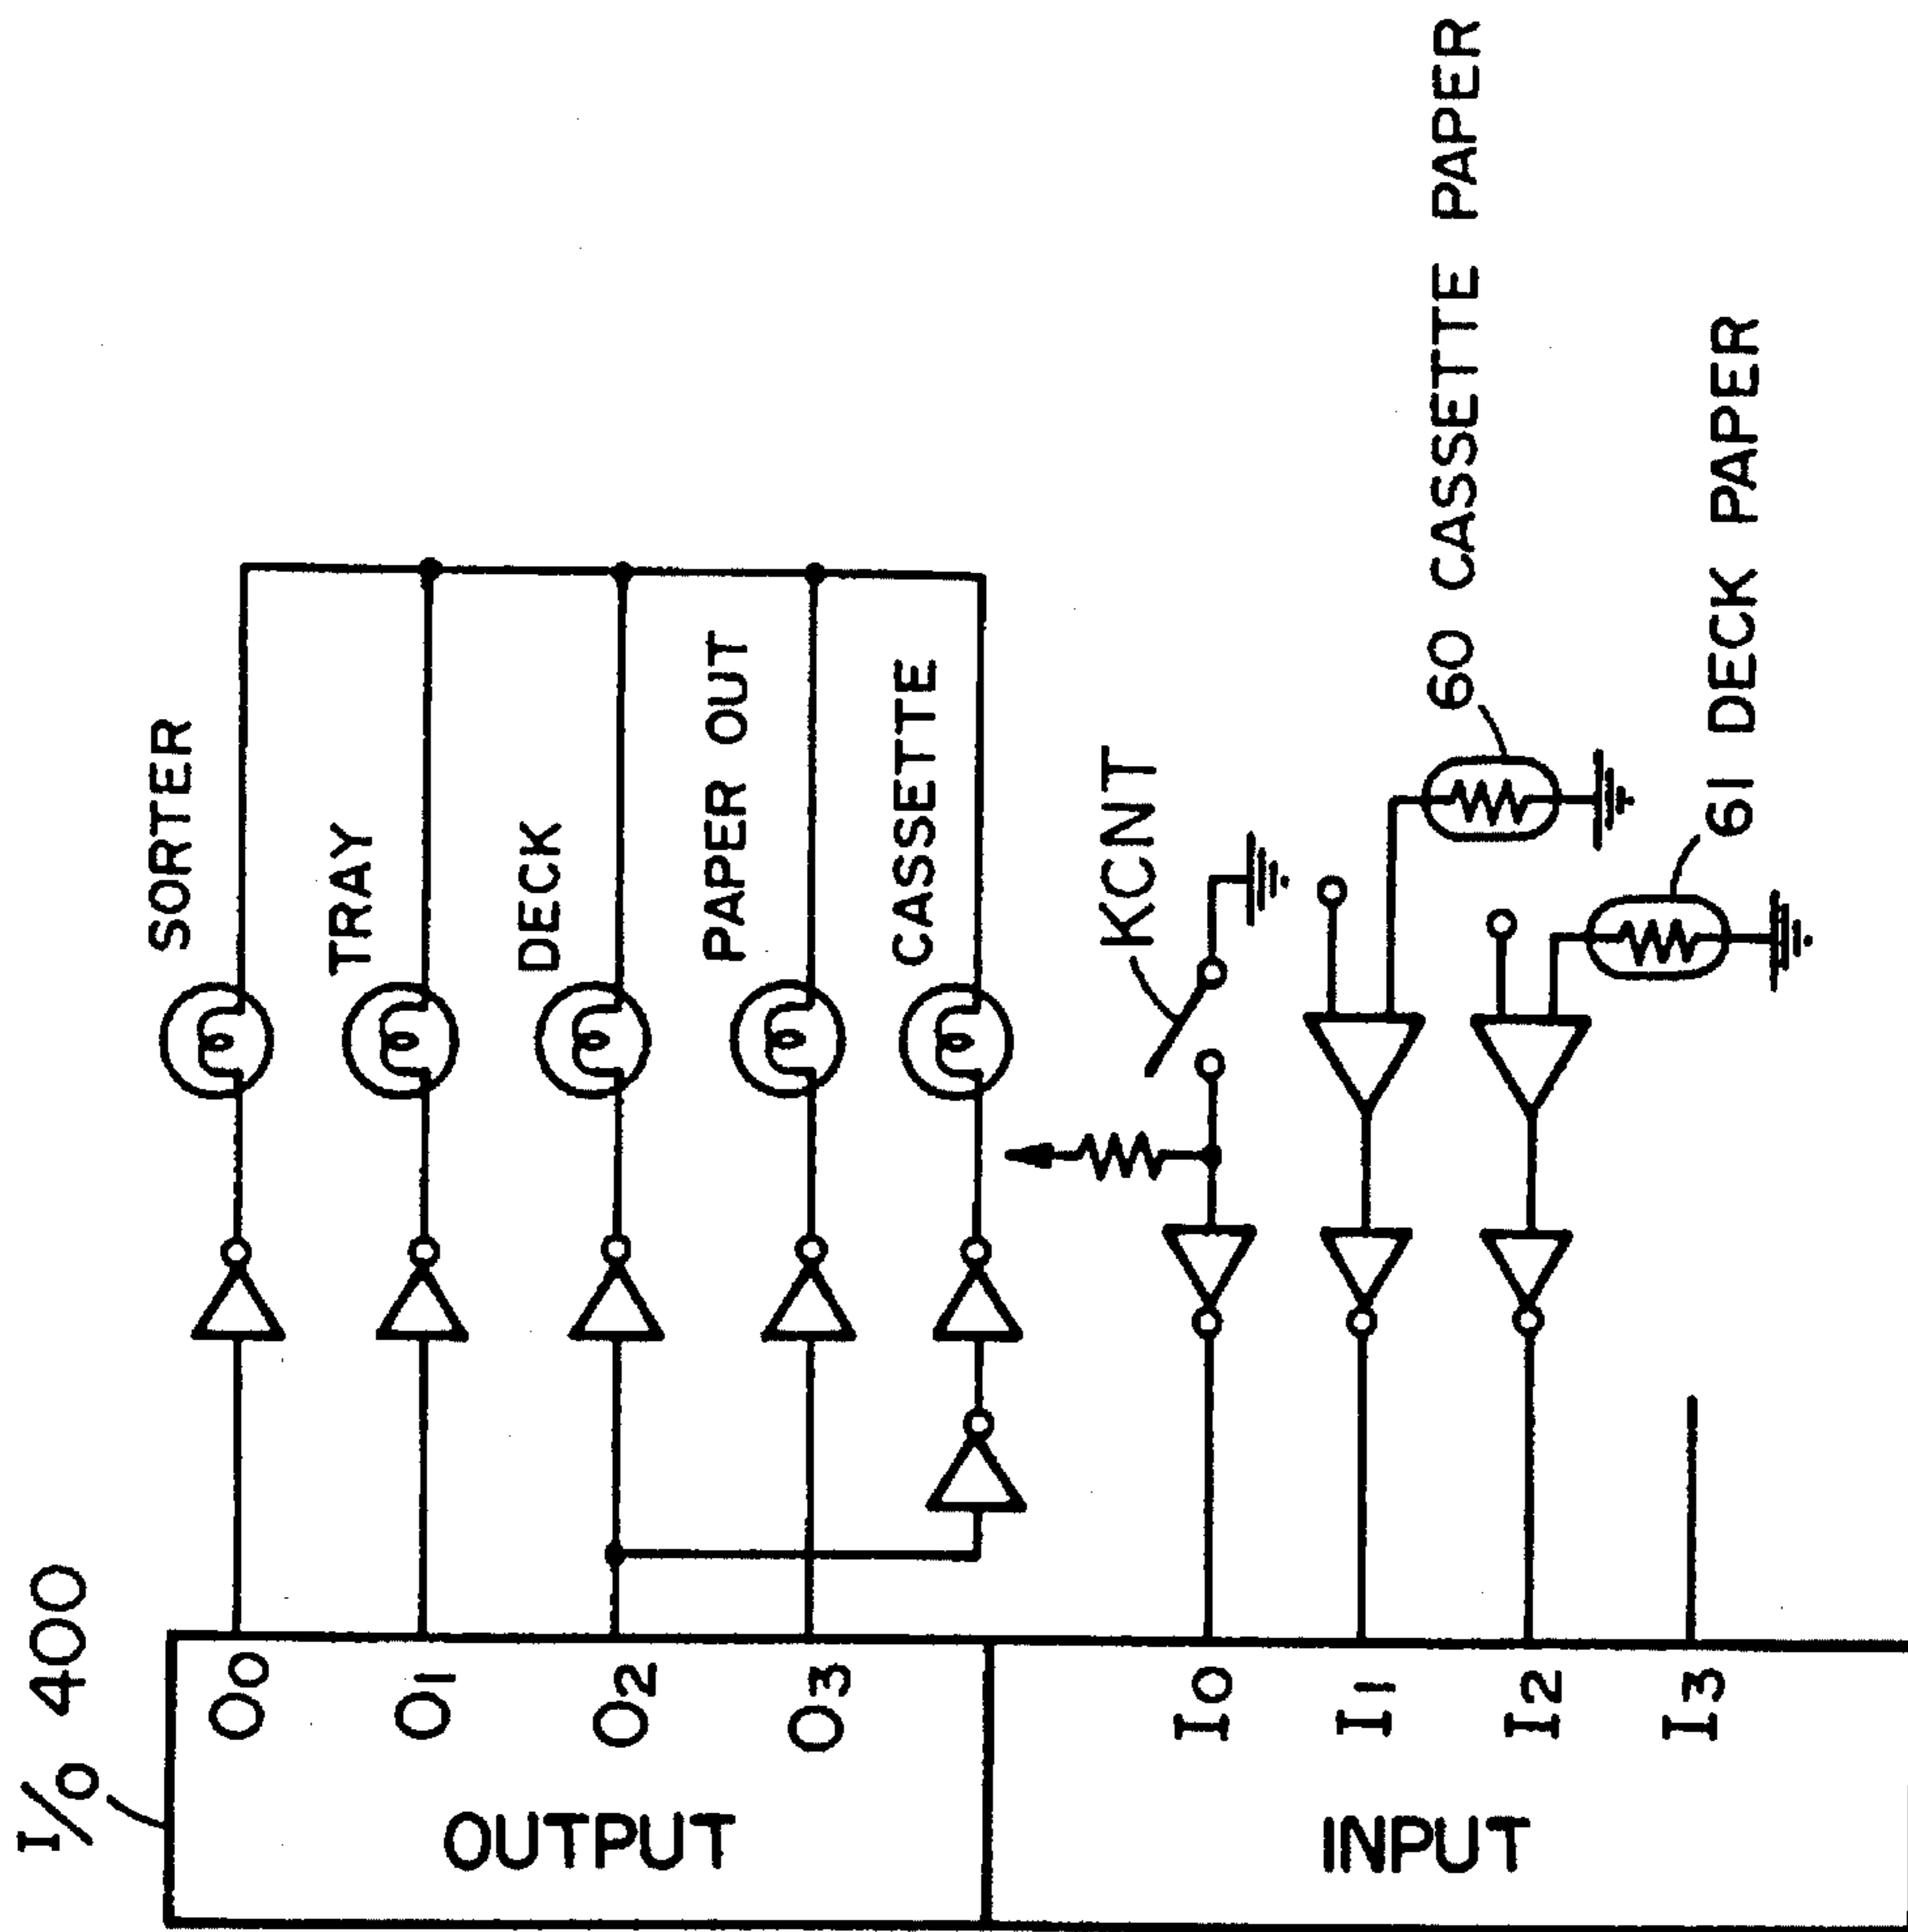 I/O 400
OUTPUT
O0
O1
O2
O3
INPUT
I0
I1
I2
I3
SORTER
TRAY
DECK
PAPER OUT
CASSETTE
KCNT
60 CASSETTE PAPER
61 DECK PAPER